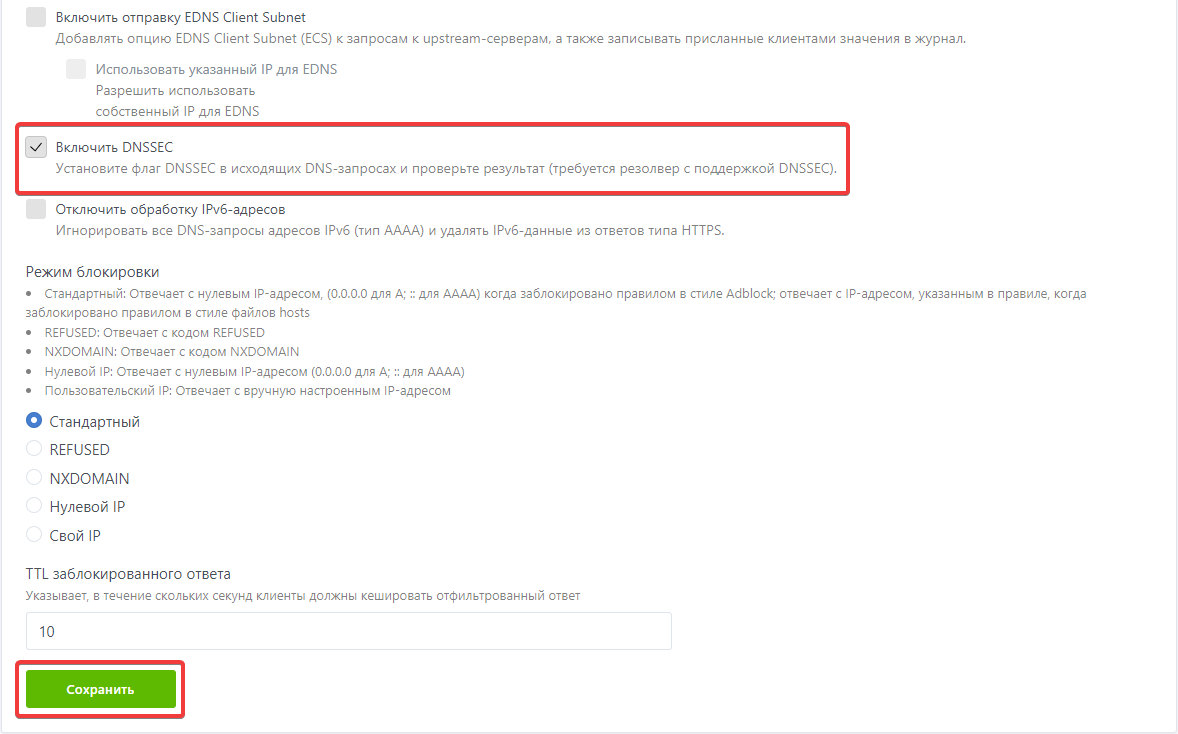 Включить отправку EDNS Client Subnet
Добавлять опцию EDNS Client Subnet (ECS) к запросам к upstream-серверам, а также записывать присланные клиентами значения в журнал.
Использовать указанный IP для EDNS
Разрешить использовать
собственный IP для EDNS
Включить DNSSEC
Установите флаг DNSSEC в исходящих DNS-запросах и проверьте результат (требуется резолвер с поддержкой DNSSEC).
Отключить обработку IPv6-адресов
Игнорировать все DNS-запросы адресов IPv6 (тип AAAA) и удалять IPv6-данные из ответов типа HTTPS.
Режим блокировки
• Стандартный: Отвечает с нулевым IP-адресом, (0.0.0.0 для A; :: для AAAA) когда заблокировано правилом в стиле Adblock; отвечает с IP-адресом, указанным в правиле, когда
заблокировано правилом в стиле файлов hosts
• REFUSED: Отвечает с кодом REFUSED
• NXDOMAIN: Отвечает с кодом NXDOMAIN
• Нулевой IP: Отвечает с нулевым IP-адресом (0.0.0.0 для A; :: для AAAA)
• Пользовательский IP: Отвечает с вручную настроенным IP-адресом
Стандартный
REFUSED
NXDOMAIN
Нулевой IP
Свой IP
TTL заблокированного ответа
Указывает, в течение скольких секунд клиенты должны кешировать отфильтрованный ответ
10
Сохранить